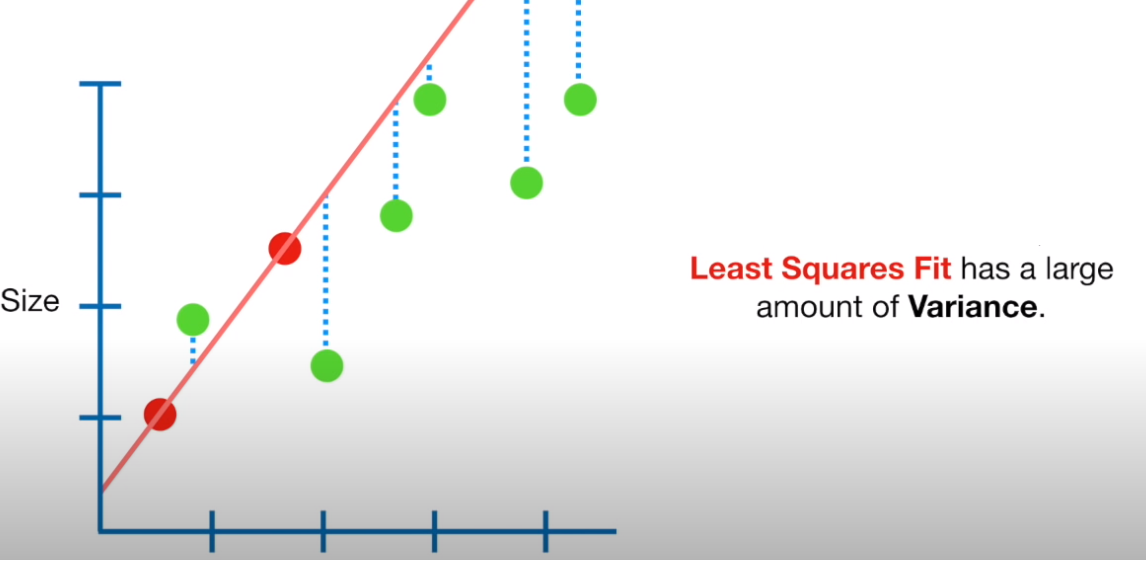 Size
Least Squares Fit has a large
amount of Variance.